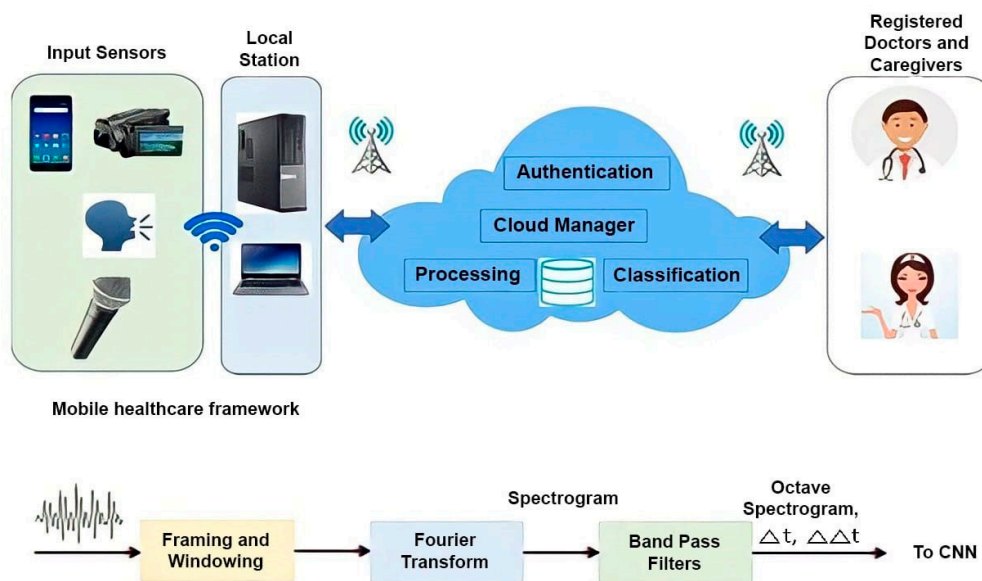 Input Sensors
Local
Station
Registered
Doctors and
Caregivers
Authentication
Cloud Manager
Processing
Classification
Mobile healthcare framework
Framing and
Windowing
Fourier
Transform
Spectrogram
Band Pass
Filters
Octave
Spectrogram,
△t, △△t
To CNN